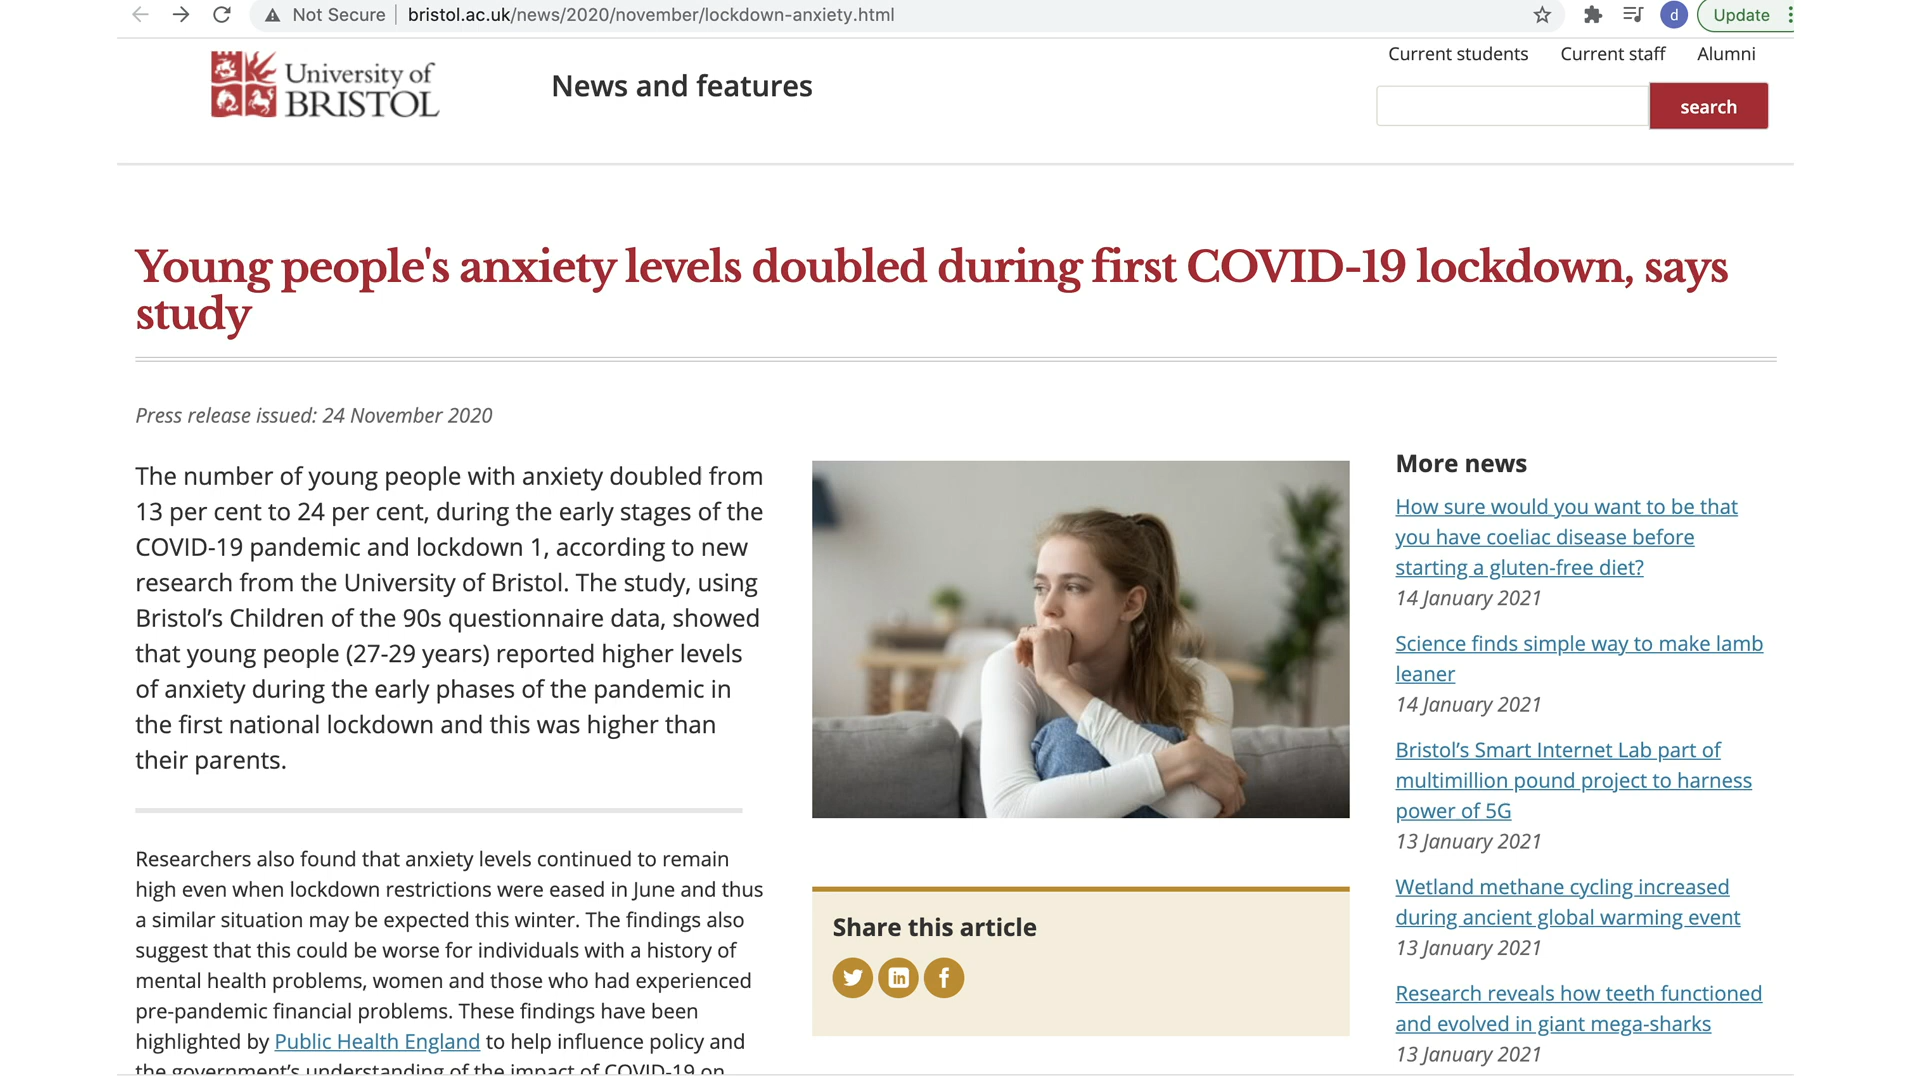 Not Secure
bristol.ac.uk/news/2020/november/lockdown-anxiety.html
d
Update
University of
BRISTOL
News and features
Current students
Current staff
Alumni
search
Young people's anxiety levels doubled during first COVID-19 lockdown, says
study
Press release issued: 24 November 2020
The number of young people with anxiety doubled from
13 per cent to 24 per cent, during the early stages of the
COVID-19 pandemic and lockdown 1, according to new
research from the University of Bristol. The study, using
Bristol’s Children of the 90s questionnaire data, showed
that young people (27-29 years) reported higher levels
of anxiety during the early phases of the pandemic in
the first national lockdown and this was higher than
their parents.
Researchers also found that anxiety levels continued to remain
high even when lockdown restrictions were eased in June and thus
a similar situation may be expected this winter. The findings also
suggest that this could be worse for individuals with a history of
mental health problems, women and those who had experienced
pre-pandemic financial problems. These findings have been
highlighted by Public Health England to help influence policy and
the government’s understanding of the impact of COVID-19 on
Share this article
in
f
More news
How sure would you want to be that
you have coeliac disease before
starting a gluten-free diet?
14 January 2021
Science finds simple way to make lamb
leaner
14 January 2021
Bristol’s Smart Internet Lab part of
multimillion pound project to harness
power of 5G
13 January 2021
Wetland methane cycling increased
during ancient global warming event
13 January 2021
Research reveals how teeth functioned
and evolved in giant mega-sharks
13 January 2021